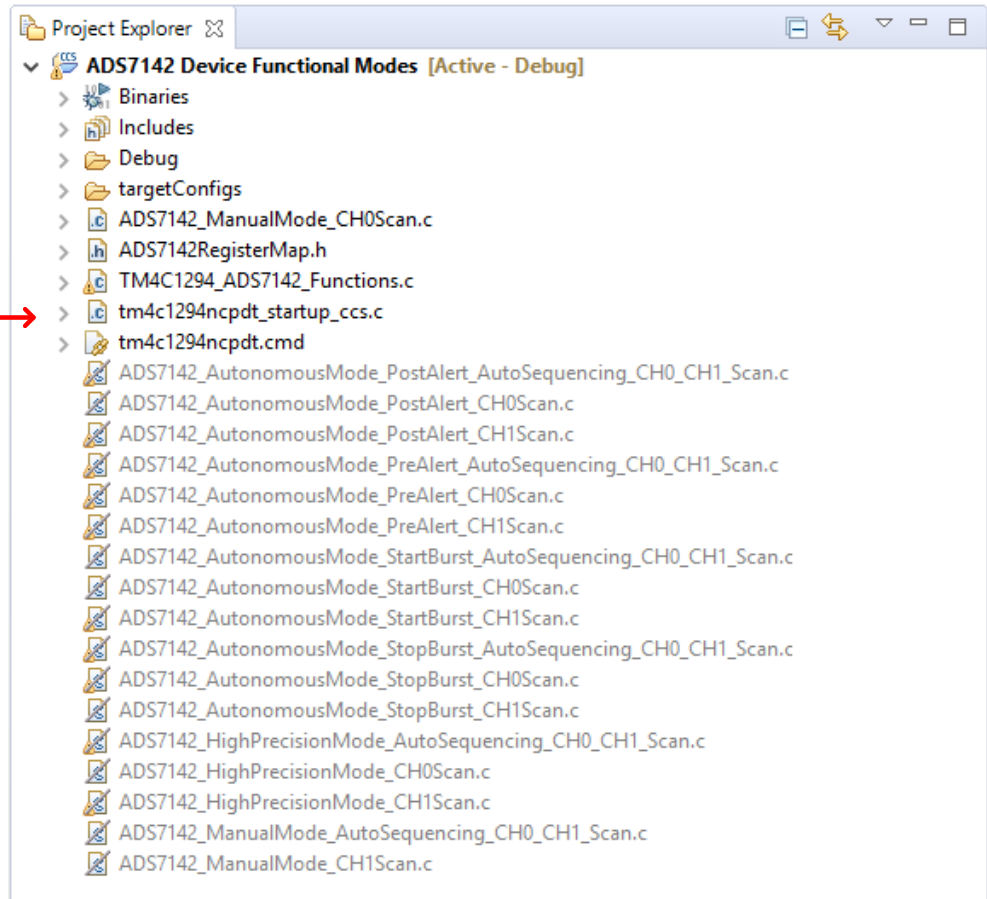 Project Explorer
ADS7142 Device Functional Modes [Active - Debug]
Binaries
Includes
Debug
targetConfigs
ADS7142_ManualMode_CH0Scan.c
ADS7142RegisterMap.h
TM4C1294_ADS7142_Functions.c
tm4c1294ncpdt_startup_ccs.c
tm4c1294ncpdt.cmd
ADS7142_AutonomousMode_PostAlert_AutoSequencing_CH0_CH1_Scan.c
ADS7142_AutonomousMode_PostAlert_CH0Scan.c
ADS7142_AutonomousMode_PostAlert_CH1Scan.c
ADS7142_AutonomousMode_PreAlert_AutoSequencing_CH0_CH1_Scan.c
ADS7142_AutonomousMode_PreAlert_CH0Scan.c
ADS7142_AutonomousMode_PreAlert_CH1Scan.c
ADS7142_AutonomousMode_StartBurst_AutoSequencing_CH0_CH1_Scan.c
ADS7142_AutonomousMode_StartBurst_CH0Scan.c
ADS7142_AutonomousMode_StartBurst_CH1Scan.c
ADS7142_AutonomousMode_StopBurst_AutoSequencing_CH0_CH1_Scan.c
ADS7142_AutonomousMode_StopBurst_CH0Scan.c
ADS7142_AutonomousMode_StopBurst_CH1Scan.c
ADS7142_HighPrecisionMode_AutoSequencing_CH0_CH1_Scan.c
ADS7142_HighPrecisionMode_CH0Scan.c
ADS7142_HighPrecisionMode_CH1Scan.c
ADS7142_ManualMode_AutoSequencing_CH0_CH1_Scan.c
ADS7142_ManualMode_CH1Scan.c